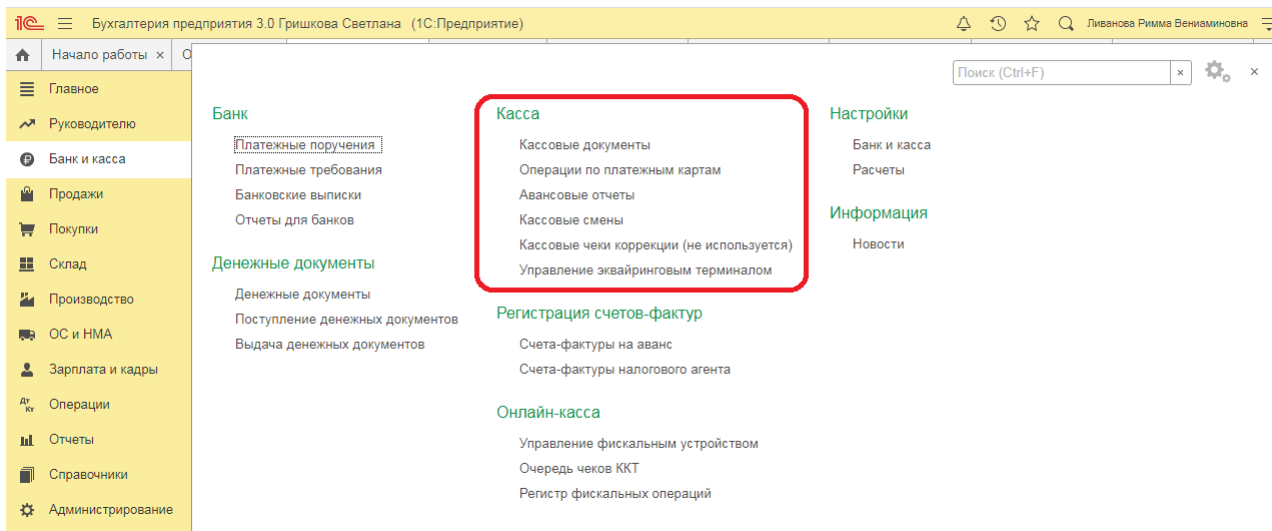 1С Бухгалтерия предприятия 3.0 Гришкова Светлана (1С:Предприятие) Ливанова Римма Вениаминовна
Начало работы × О
Поиск (Ctrl+F) × ×
Главное
Руководителю
Банк и касса
Продажи
Покупки
Склад
Производство
ОС и НМА
Зарплата и кадры
Дт Кт Операции
Отчеты
Справочники
Администрирование
Банк
Платежные поручения
Платежные требования
Банковские выписки
Отчеты для банков
Денежные документы
Денежные документы
Поступление денежных документов
Выдача денежных документов
Касса
Кассовые документы
Операции по платежным картам
Авансовые отчеты
Кассовые смены
Кассовые чеки коррекции (не используется)
Управление эквайринговым терминалом
Регистрация счетов-фактур
Счета-фактуры на аванс
Счета-фактуры налогового агента
Онлайн-касса
Управление фискальным устройством
Очередь чеков ККТ
Регистр фискальных операций
Настройки
Банк и касса
Расчеты
Информация
Новости